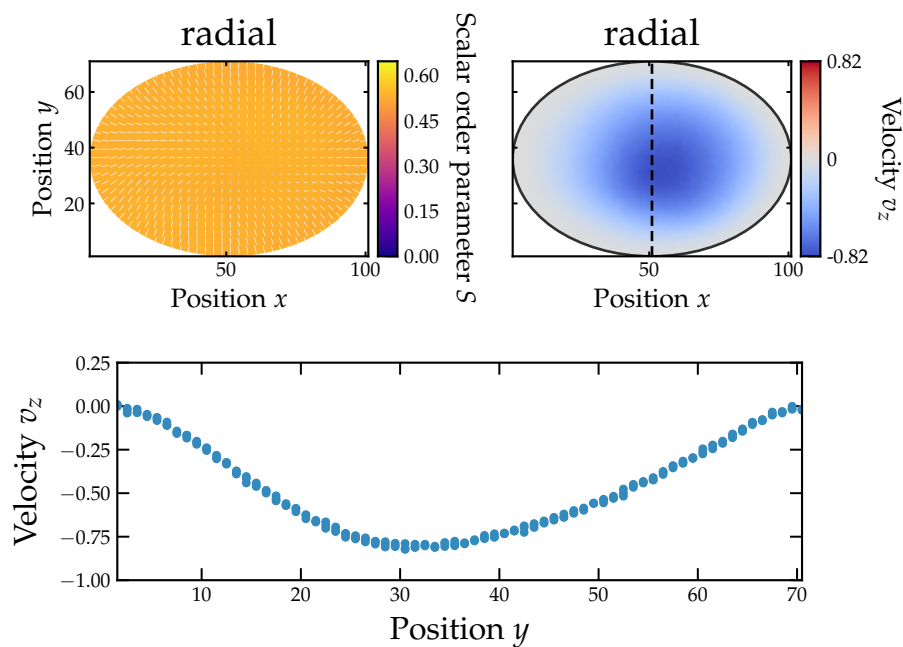 radial
60
40
20
Position y
50
100
Position x
0.60
0.45
0.30
0.15
0.00
Scalar order parameter S
radial
50
100
Position x
0.82
0
-0.82
Velocity v_z
0.25
0.00
−0.25
−0.50
−0.75
−1.00
Velocity v_z
10 20 30 40 50 60 70
Position y